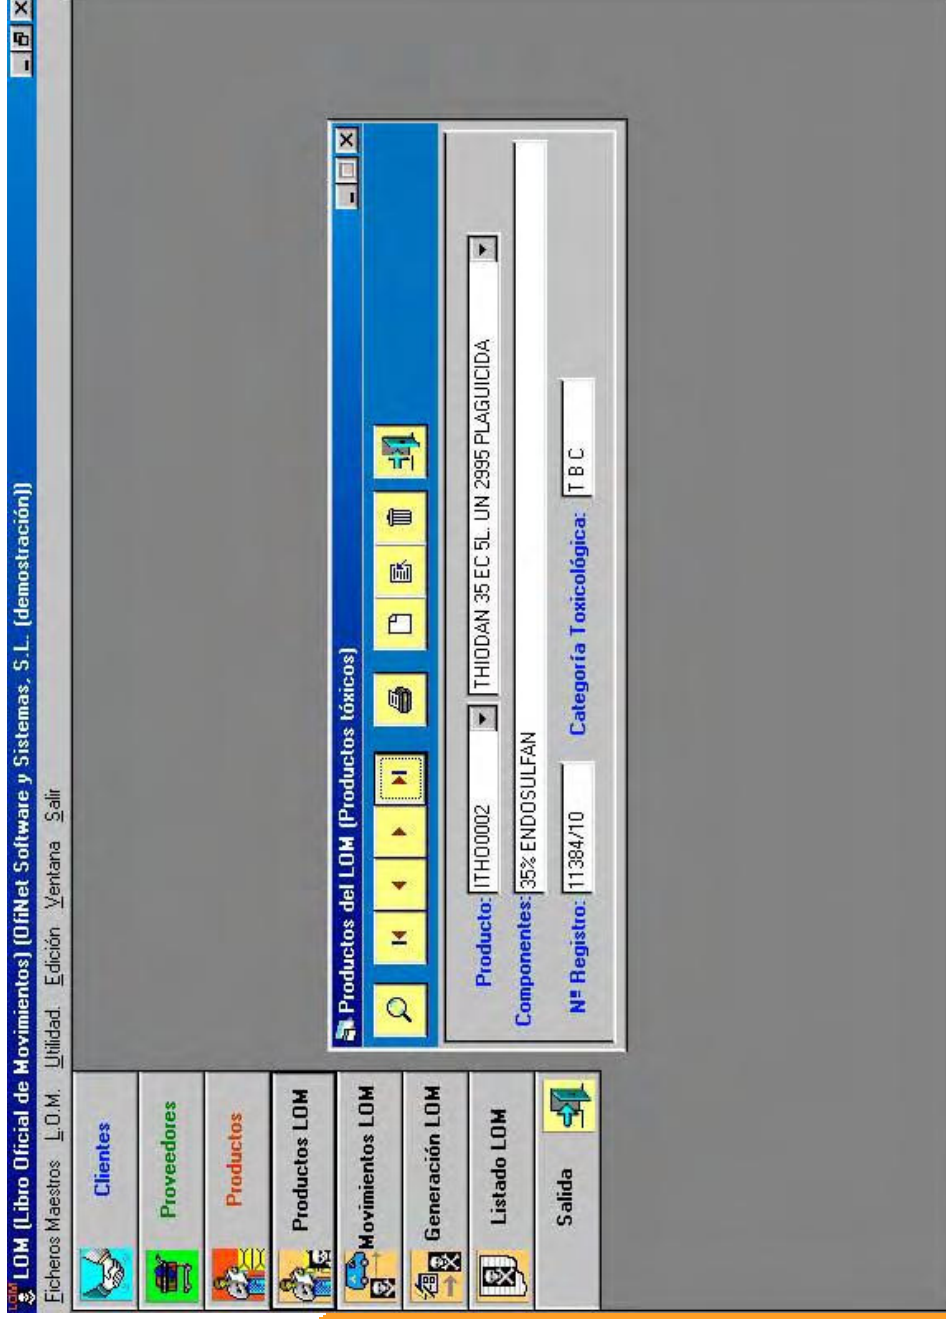 LOM (Libro Oficial de Movimientos) (OfiNet Software y Sistemas, S.L. (demostración))
Ficheros Maestros L.O.M. Utilidad. Edición Ventana Salir
Clientes
Proveedores
Productos
Productos LOM
Movimientos LOM
Generación LOM
Listado LOM
Salida
Productos del LOM (Productos tóxicos)
Producto: ITHO0002 THIODAN 35 EC 5L. UN 2995 PLAGUICIDA
Componentes: 35% ENDOSULFAN
Nº Registro: 11384/10 Categoría Toxicológica: T B C